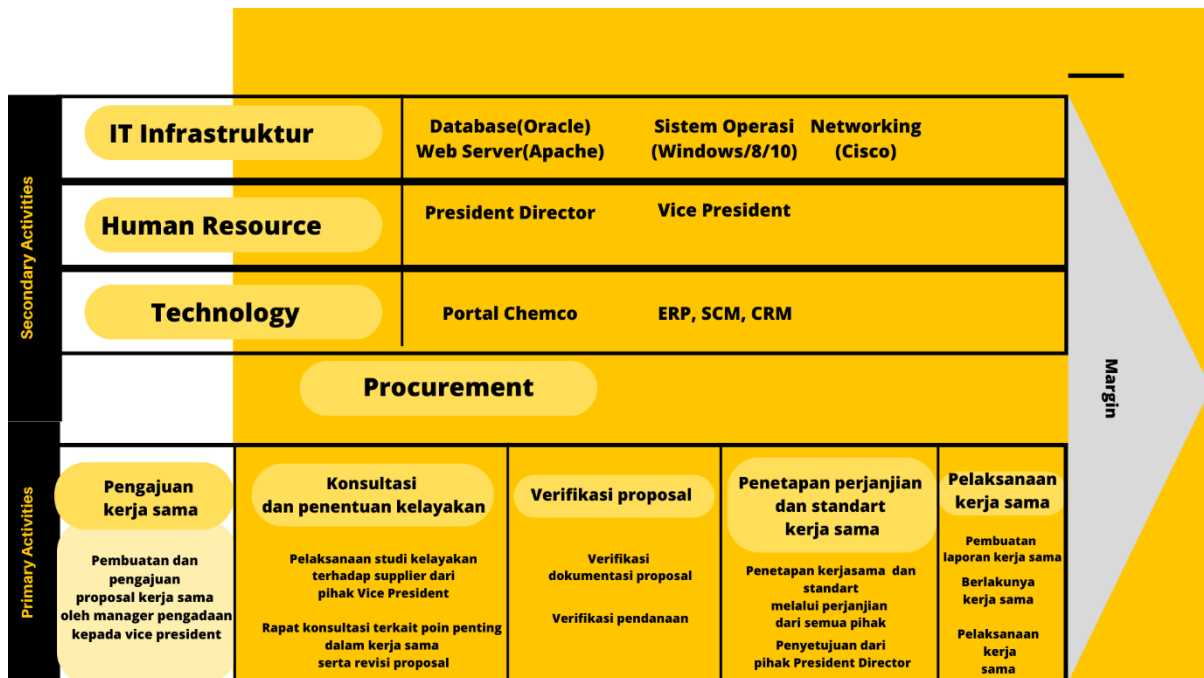 Secondary Activities
IT Infrastruktur
Database(Oracle)
Web Server(Apache)
Sistem Operasi
(Windows/8/10)
Networking
(Cisco)
Human Resource
President Director
Vice President
Technology
Portal Chemco
ERP, SCM, CRM
Procurement
Margin
Primary Activities
Pengajuan
kerja sama
Pembuatan dan
pengajuan
proposal kerja sama
oleh manager pengadaan
kepada vice president
Konsultasi
dan penentuan kelayakan
Pelaksanaan studi kelayakan
terhadap supplier dari
pihak Vice President
Rapat konsultasi terkait poin penting
dalam kerja sama
serta revisi proposal
Verifikasi proposal
Verifikasi
dokumentasi proposal
Verifikasi pendanaan
Penetapan perjanjian
dan standart
kerja sama
Penetapan kerjasama dan
standart
melalui perjanjian
dari semua pihak
Penyetujuan dari
pihak President Director
Pelaksanaan
kerja sama
Pembuatan
laporan kerja sama
Berlakunya
kerja sama
Pelaksanaan
kerja
sama